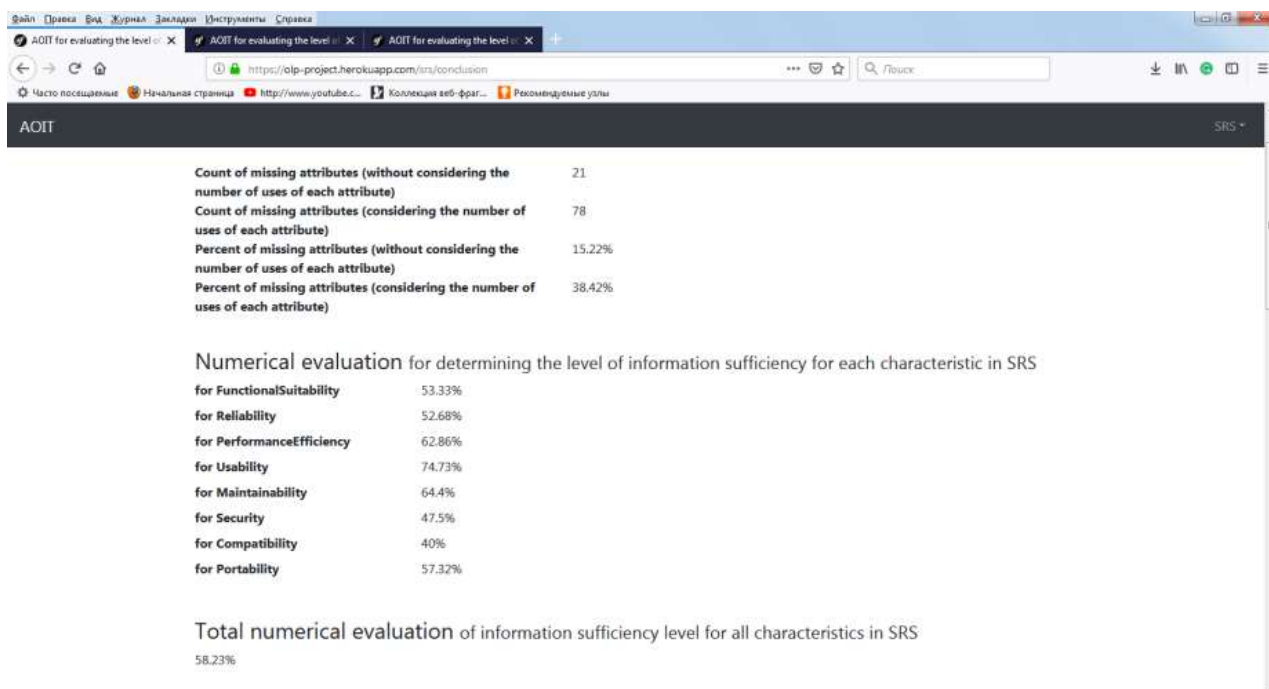 Файл Правка Вид Журнал Закладки Инструменты Справка
AOIT for evaluating the level of X AOIT for evaluating the level of X AOIT for evaluating the level of X +
https://olp-project.herokuapp.com/srs/conclusion Поиск
Часто посещаемые Начальная страница http://www.youtube.c... Коллекция веб-фраг... Рекомендуемые узлы
AOIT SRS
Count of missing attributes (without considering the 21
number of uses of each attribute)
Count of missing attributes (considering the number of 78
uses of each attribute)
Percent of missing attributes (without considering the 15.22%
number of uses of each attribute)
Percent of missing attributes (considering the number of 38.42%
uses of each attribute)
Numerical evaluation for determining the level of information sufficiency for each characteristic in SRS
for FunctionalSuitability 53.33%
for Reliability 52.68%
for PerformanceEfficiency 62.86%
for Usability 74.73%
for Maintainability 64.4%
for Security 47.5%
for Compatibility 40%
for Portability 57.32%
Total numerical evaluation of information sufficiency level for all characteristics in SRS
58.23%